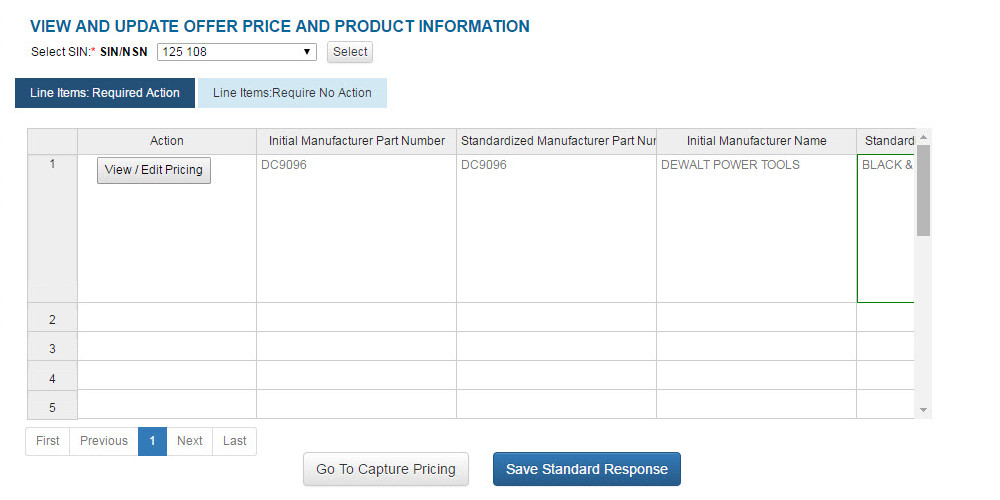 VIEW AND UPDATE OFFER PRICE AND PRODUCT INFORMATION
Select SIN:* SIN/NSN 125 108 Select
Line Items: Required Action Line Items:Require No Action
Action Initial Manufacturer Part Number Standardized Manufacturer Part Nur Initial Manufacturer Name Standard
1 View / Edit Pricing DC9096 DC9096 DEWALT POWER TOOLS BLACK &
2
3
4
5
First Previous 1 Next Last
Go To Capture Pricing Save Standard Response